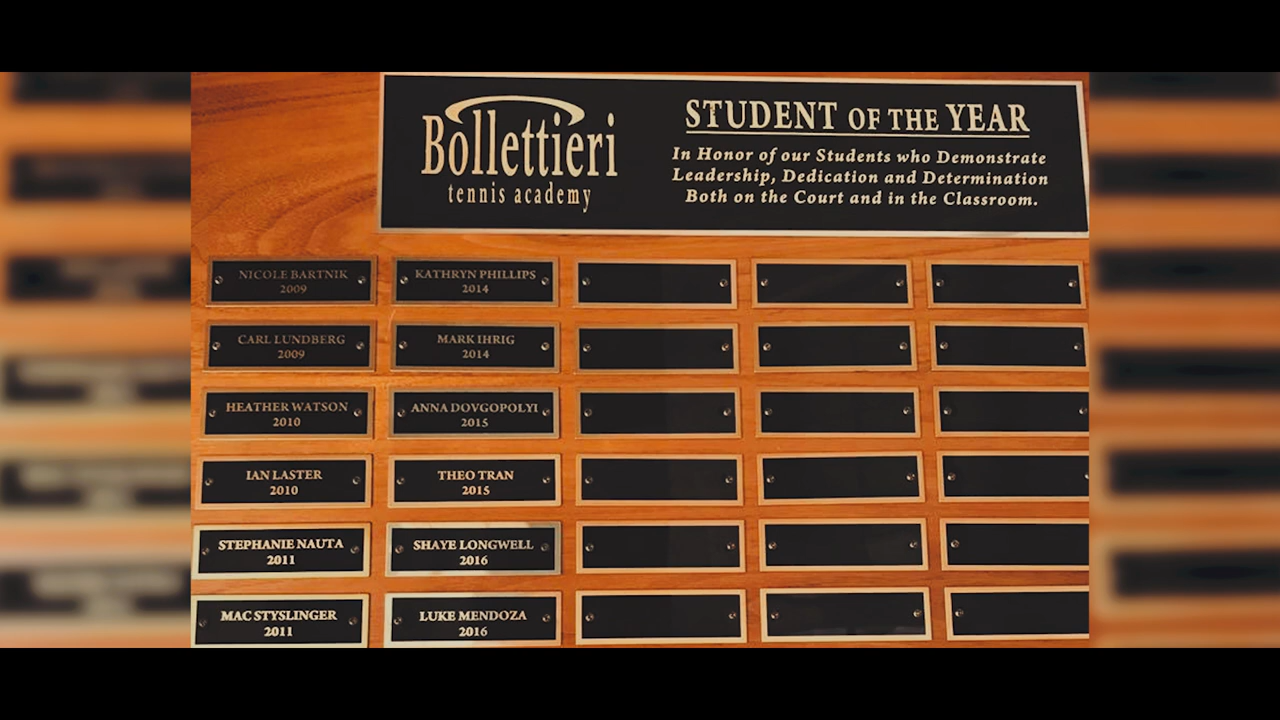 Bollettieri
tennis academy
STUDENT OF THE YEAR
In Honor of our Students who Demonstrate
Leadership, Dedication and Determination
Both on the Court and in the Classroom.
NICOLE BARTNIK
2009
KATHRYN PHILLIPS
2014
CARL LUNDBERG
2009
MARK IHRIG
2014
HEATHER WATSON
2010
ANNA DOVGOPOLYI
2015
IAN LASTER
2010
THEO TRAN
2015
STEPHANIE NAUTA
2011
SHAYE LONGWELL
2016
MAC STYSLINGER
2011
LUKE MENDOZA
2016